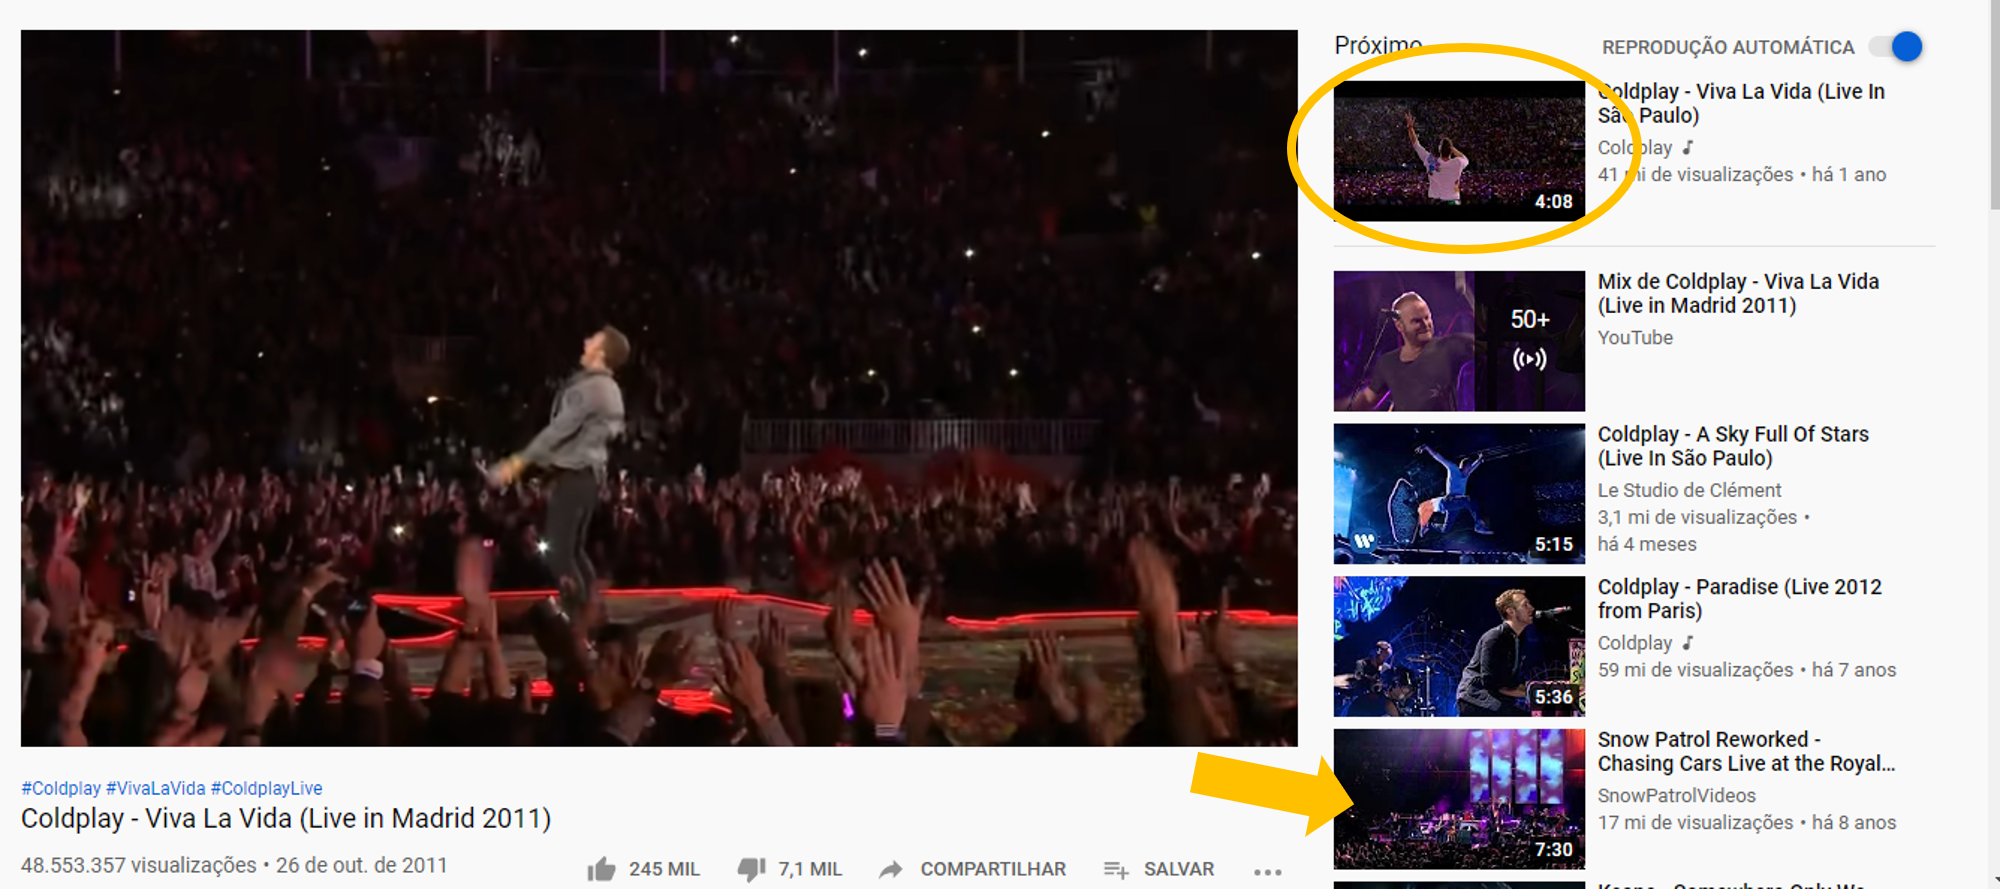 Próximo
REPRODUÇÃO AUTOMÁTICA
Coldplay - Viva La Vida (Live In
São Paulo)
Coldplay
41 mi de visualizações • há 1 ano
4:08
Mix de Coldplay - Viva La Vida
(Live in Madrid 2011)
YouTube
50+
Coldplay - A Sky Full Of Stars
(Live In São Paulo)
Le Studio de Clément
3,1 mi de visualizações •
há 4 meses
5:15
Coldplay - Paradise (Live 2012
from Paris)
Coldplay
59 mi de visualizações • há 7 anos
5:36
Snow Patrol Reworked -
Chasing Cars Live at the Royal...
SnowPatrolVideos
17 mi de visualizações • há 8 anos
7:30
#Coldplay #VivaLaVida #ColdplayLive
Coldplay - Viva La Vida (Live in Madrid 2011)
48.553.357 visualizações • 26 de out. de 2011
245 MIL
7,1 MIL
COMPARTILHAR
SALVAR